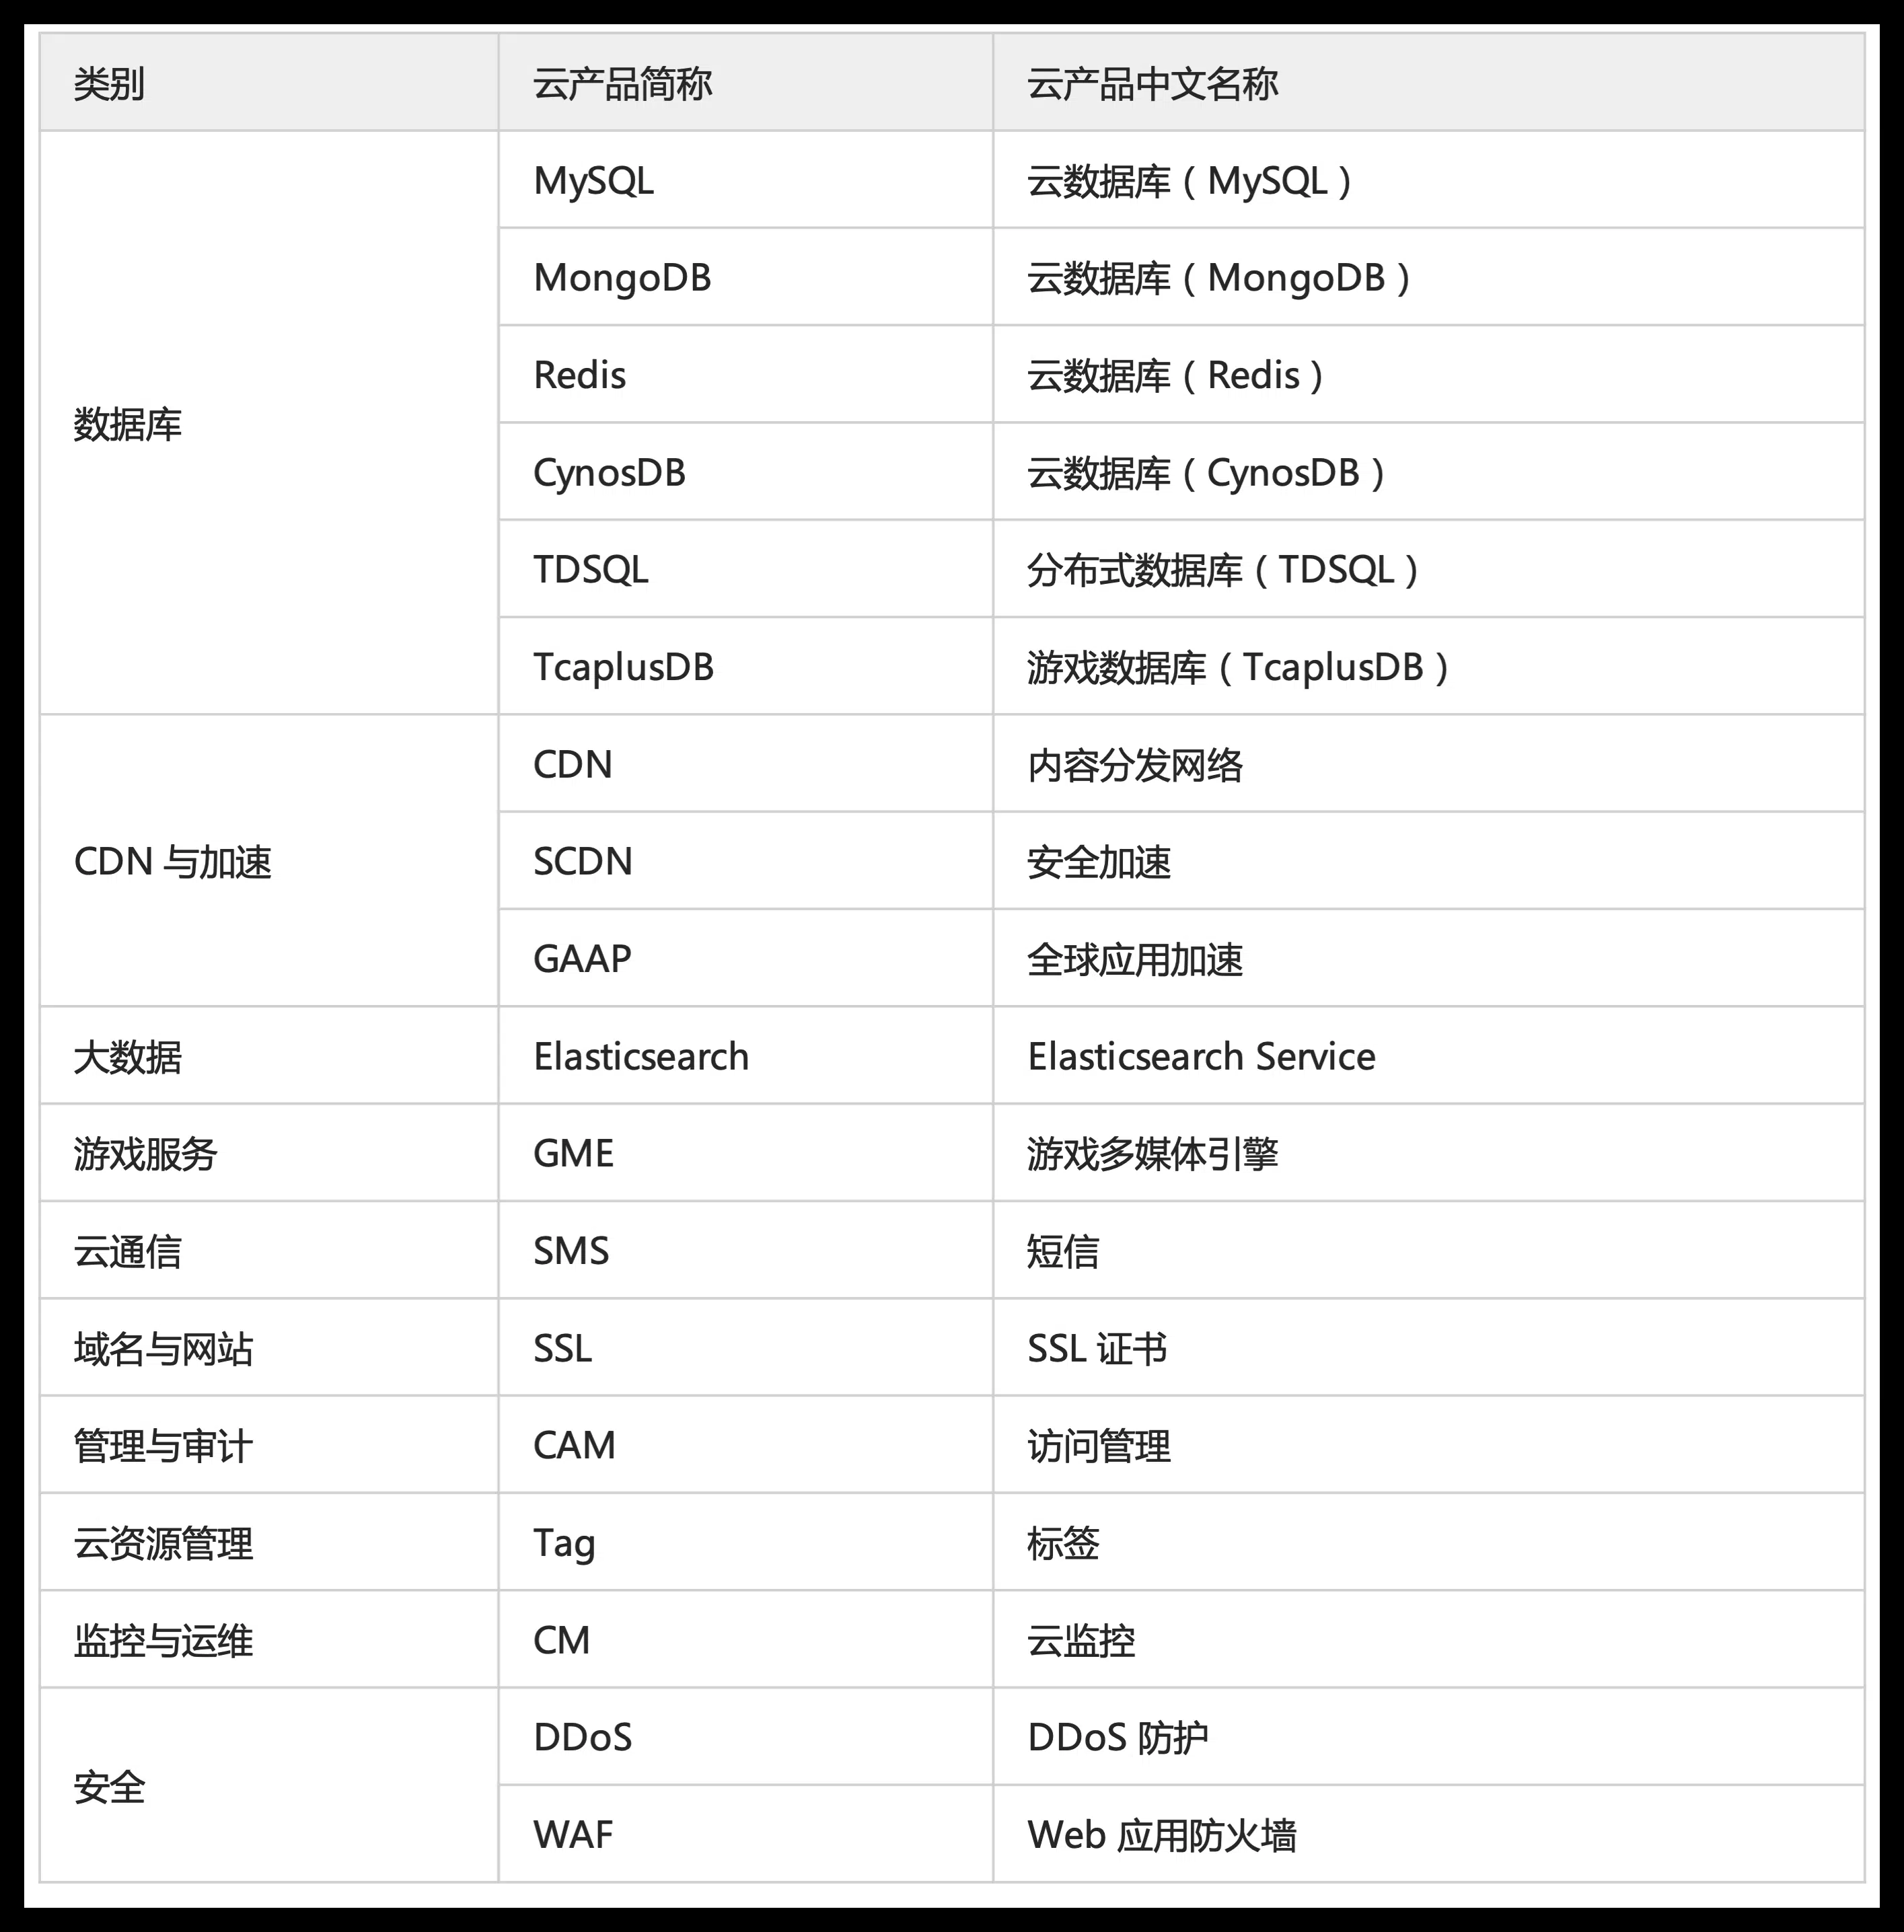 类别 云产品简称 云产品中文名称
数据库
MySQL 云数据库（MySQL）
MongoDB 云数据库（MongoDB）
Redis 云数据库（Redis）
CynosDB 云数据库（CynosDB）
TDSQL 分布式数据库（TDSQL）
TcaplusDB 游戏数据库（TcaplusDB）
CDN 与加速
CDN 内容分发网络
SCDN 安全加速
GAAP 全球应用加速
大数据 Elasticsearch Elasticsearch Service
游戏服务 GME 游戏多媒体引擎
云通信 SMS 短信
域名与网站 SSL SSL 证书
管理与审计 CAM 访问管理
云资源管理 Tag 标签
监控与运维 CM 云监控
安全
DDoS DDoS 防护
WAF Web 应用防火墙